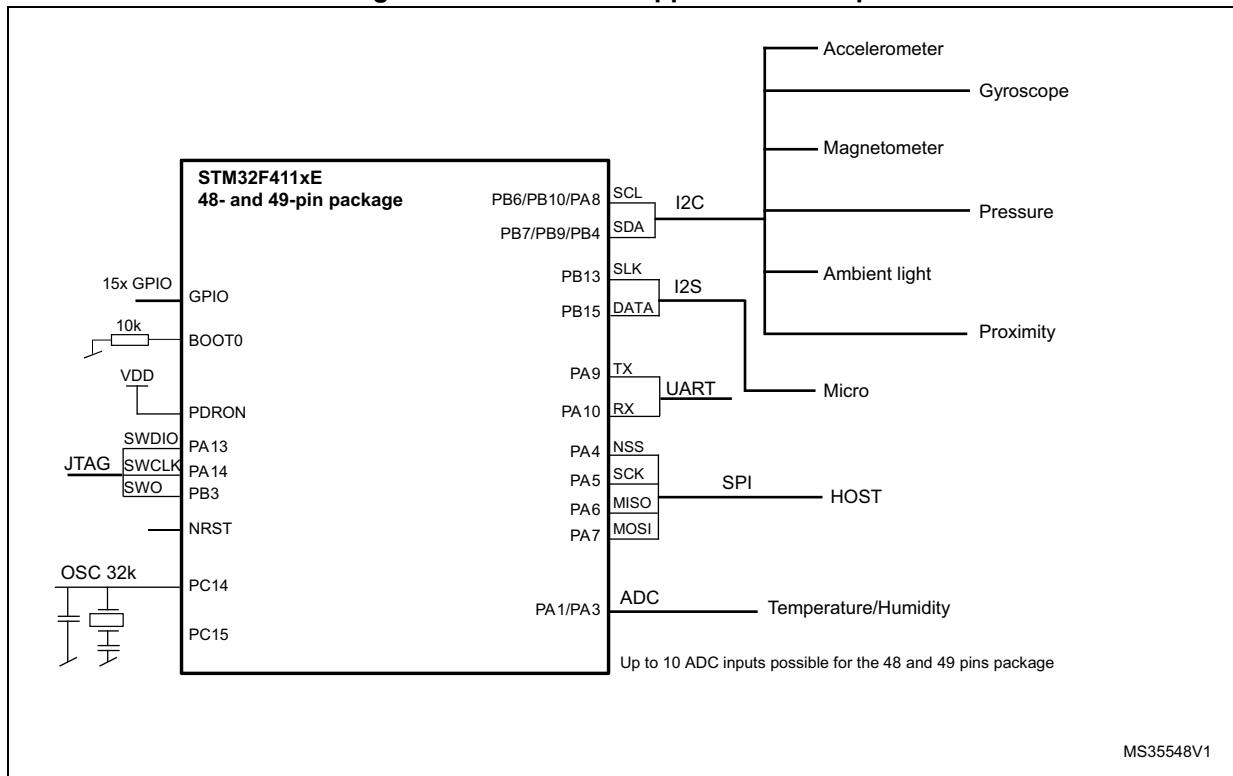 STM32F411xE
48- and 49-pin package
15x GPIO
GPIO
10k
BOOT0
VDD
PDRON
JTAG
SWDIO
PA13
SWCLK
PA14
SWO
PB3
NRST
OSC 32k
PC14
PC15
PB6/PB10/PA8
SCL
PB7/PB9/PB4
SDA
I2C
Accelerometer
Gyroscope
Magnetometer
Pressure
Ambient light
Proximity
PB13
SLK
PB15
DATA
I2S
Micro
PA9
TX
PA10
RX
UART
PA4
NSS
PA5
SCK
PA6
MISO
PA7
MOSI
SPI
HOST
PA1/PA3
ADC
Temperature/Humidity
Up to 10 ADC inputs possible for the 48 and 49 pins package
MS35548V1